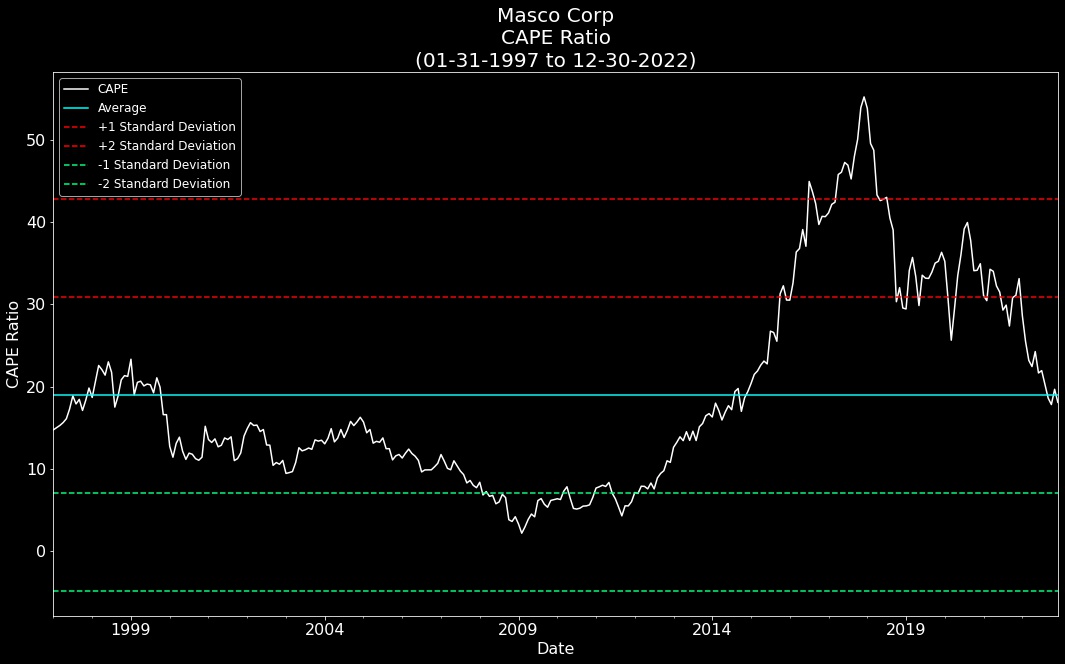 Masco Corp
CAPE Ratio
(01-31-1997 to 12-30-2022)
CAPE
Average
+1 Standard Deviation
+2 Standard Deviation
-1 Standard Deviation
-2 Standard Deviation
CAPE Ratio
50
40
30
20
10
0
1999
2004
2009
2014
2019
Date